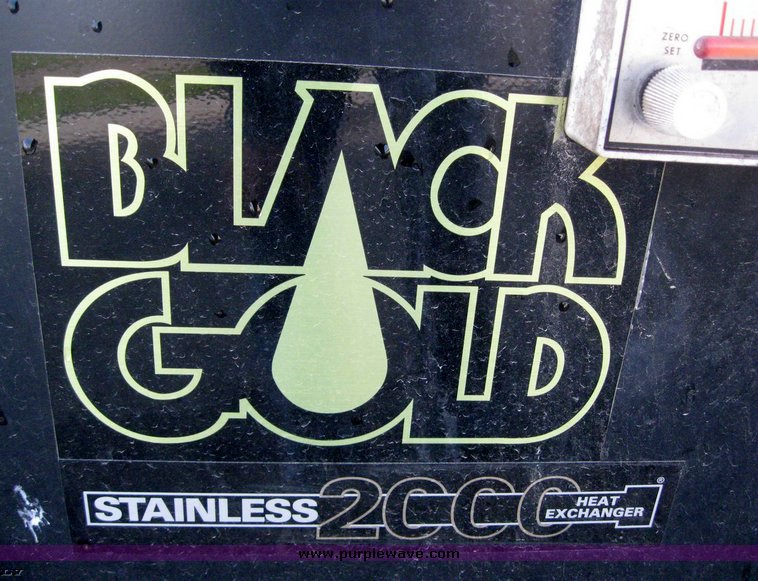 ZERO
SET
BLACK
GOLD
STAINLESS 2000 HEAT
EXCHANGER ®
www.purplewave.com